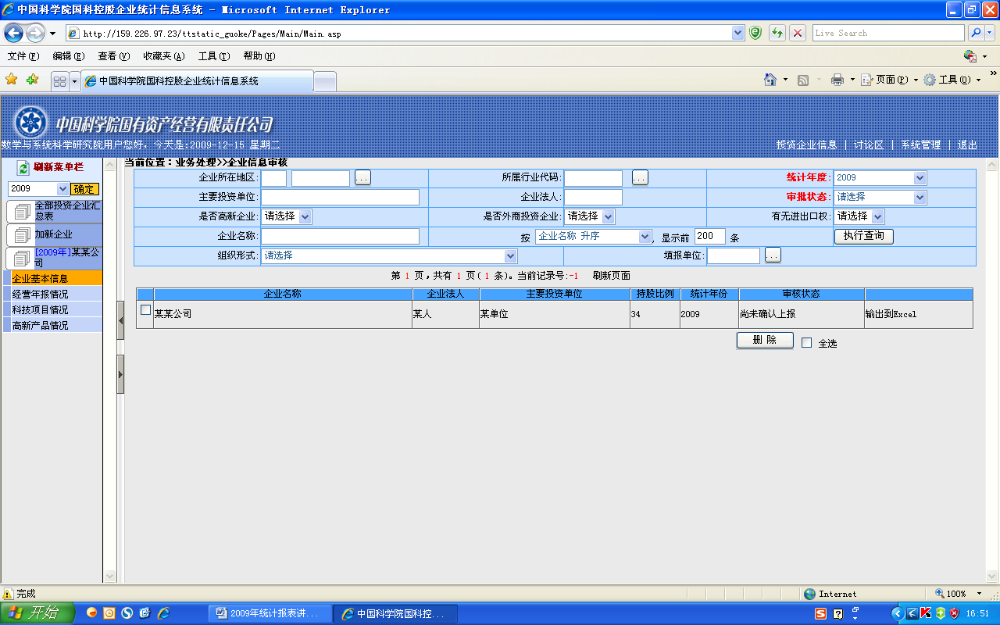 中国科学院国科控股企业统计信息系统 - Microsoft Internet Explorer
http://159.226.97.23/ttstatic_guoke/Pages/Main/Main.asp
Live Search
文件(F) 编辑(E) 查看(V) 收藏夹(A) 工具(T) 帮助(H)
中国科学院国科控股企业统计信息系统
页面(P) 工具(O)
中国科学院国有资产经营有限责任公司
数学与系统科学研究院用户您好，今天是:2009-12-15 星期二
投资企业信息 | 讨论区 | 系统管理 | 退出
刷新菜单栏
2009 确定
全部投资企业汇总表
加新企业
[2009年]某某公司
企业基本信息
经营年报情况
科技项目情况
高新产品情况
当前位置：业务处理>>企业信息审核
企业所在地区: ... 所属行业代码: ... 统计年度: 2009
主要投资单位: 企业法人: 审批状态: 请选择
是否高新企业: 请选择 是否外商投资企业: 请选择 有无进出口权: 请选择
企业名称: 按 企业名称 升序 , 显示前 200 条 执行查询
组织形式: 请选择 填报单位: ...
第 1 页,共有 1 页( 1 条)。当前记录号:-1 刷新页面
企业名称 企业法人 主要投资单位 持股比例 统计年份 审核状态
某某公司 某人 某单位 34 2009 尚未确认上报 输出到Excel
删 除 全选
完成 Internet 100%
开始 2009年统计报表讲... 中国科学院国科控... 16:51